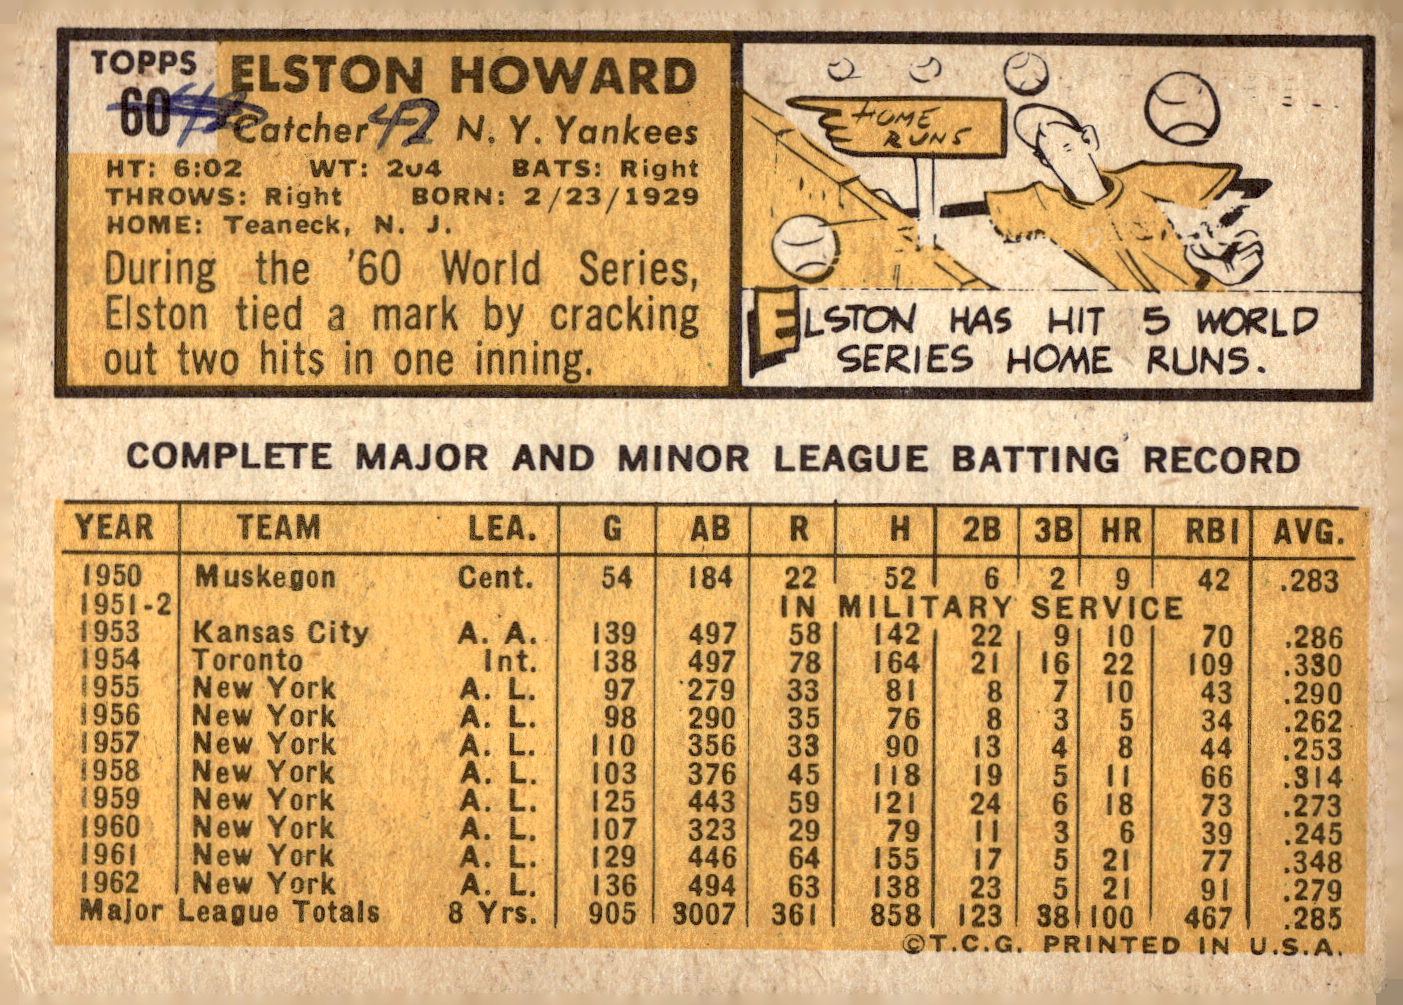 TOPPS
60
ELSTON HOWARD
Catcher 42 N. Y. Yankees
HT: 6:02 WT: 204 BATS: Right
THROWS: Right BORN: 2/23/1929
HOME: Teaneck, N. J.
During the '60 World Series,
Elston tied a mark by cracking
out two hits in one inning.
HOME
RUNS
ELSTON HAS HIT 5 WORLD
SERIES HOME RUNS.
COMPLETE MAJOR AND MINOR LEAGUE BATTING RECORD
YEAR TEAM LEA. G AB R H 2B 3B HR RBI AVG.
1950 Muskegon Cent. 54 184 22 52 6 2 9 42 .283
1951-2 IN MILITARY SERVICE
1953 Kansas City A. A. 139 497 58 142 22 9 10 70 .286
1954 Toronto Int. 138 497 78 164 21 16 22 109 .330
1955 New York A. L. 97 279 33 81 8 7 10 43 .290
1956 New York A. L. 98 290 35 76 8 3 5 34 .262
1957 New York A. L. 110 356 33 90 13 4 8 44 .253
1958 New York A. L. 103 376 45 118 19 5 11 66 .314
1959 New York A. L. 125 443 59 121 24 6 18 73 .273
1960 New York A. L. 107 323 29 79 11 3 6 39 .245
1961 New York A. L. 129 446 64 155 17 5 21 77 .348
1962 New York A. L. 136 494 63 138 23 5 21 91 .279
Major League Totals 8 Yrs. 905 3007 361 858 123 38 100 467 .285
©T.C.G. PRINTED IN U.S.A.